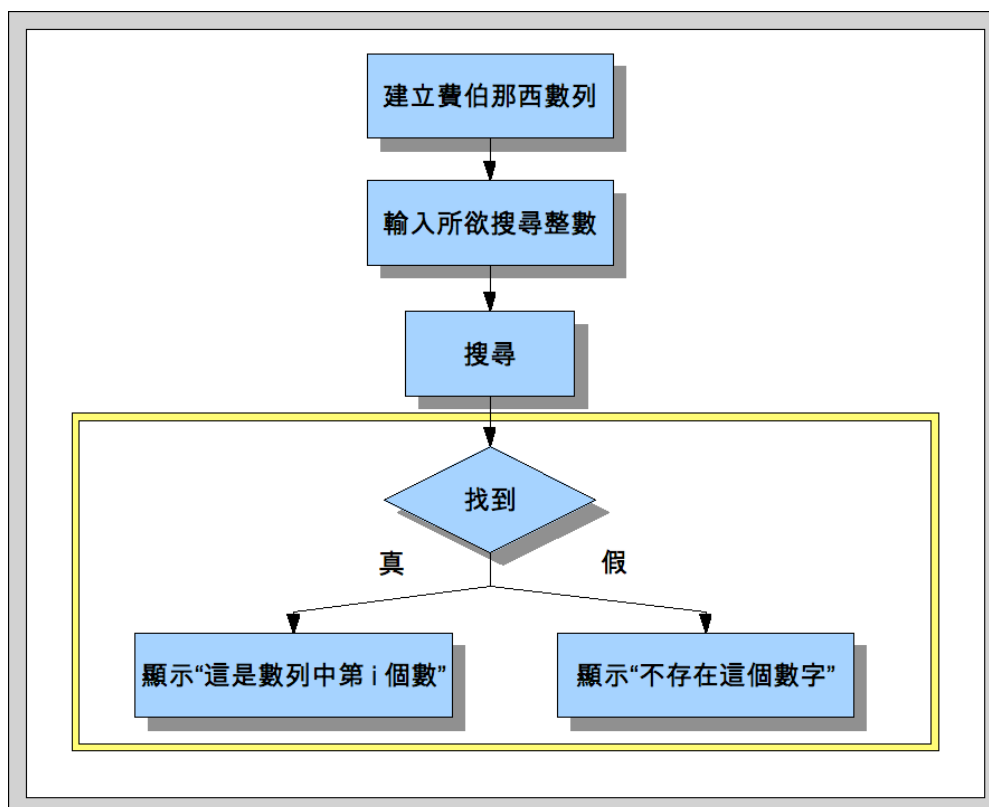 建立費伯那西數列
輸入所欲搜尋整數
搜尋
找到
真
假
顯示“這是數列中第 i 個數”
顯示“不存在這個數字”